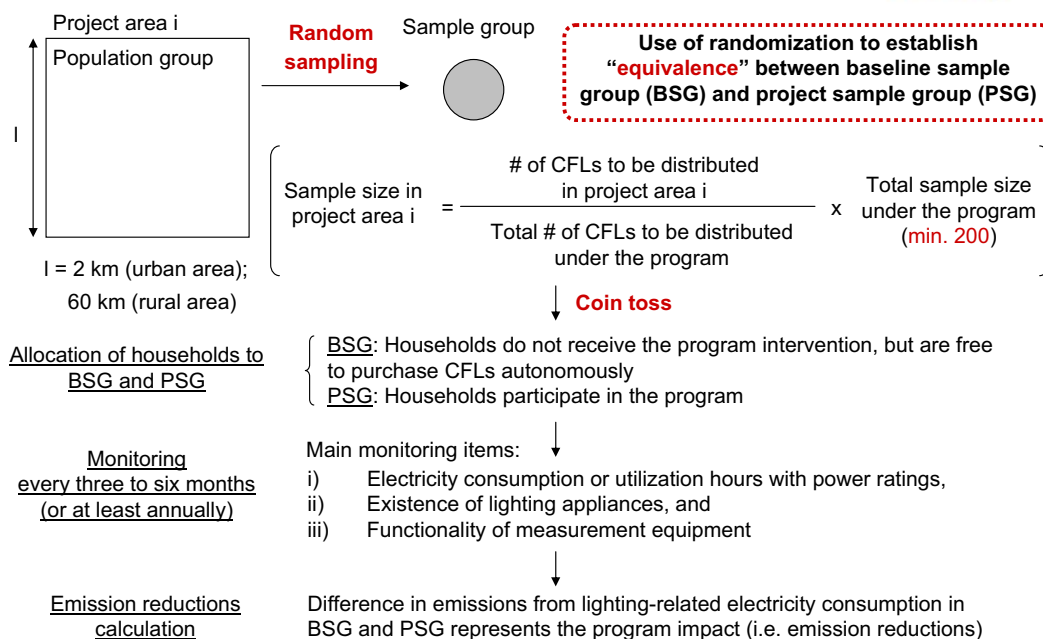 Project area i
Population group
l
l = 2 km (urban area);
60 km (rural area)
Random
sampling
Sample group
Use of randomization to establish
“equivalence” between baseline sample
group (BSG) and project sample group (PSG)
Sample size in
project area i
=
# of CFLs to be distributed
in project area i
Total # of CFLs to be distributed
under the program
x
Total sample size
under the program
(min. 200)
Coin toss
Allocation of households to
BSG and PSG
BSG: Households do not receive the program intervention, but are free
to purchase CFLs autonomously
PSG: Households participate in the program
Monitoring
every three to six months
(or at least annually)
Main monitoring items:
i) Electricity consumption or utilization hours with power ratings,
ii) Existence of lighting appliances, and
iii) Functionality of measurement equipment
Emission reductions
calculation
Difference in emissions from lighting-related electricity consumption in
BSG and PSG represents the program impact (i.e. emission reductions)